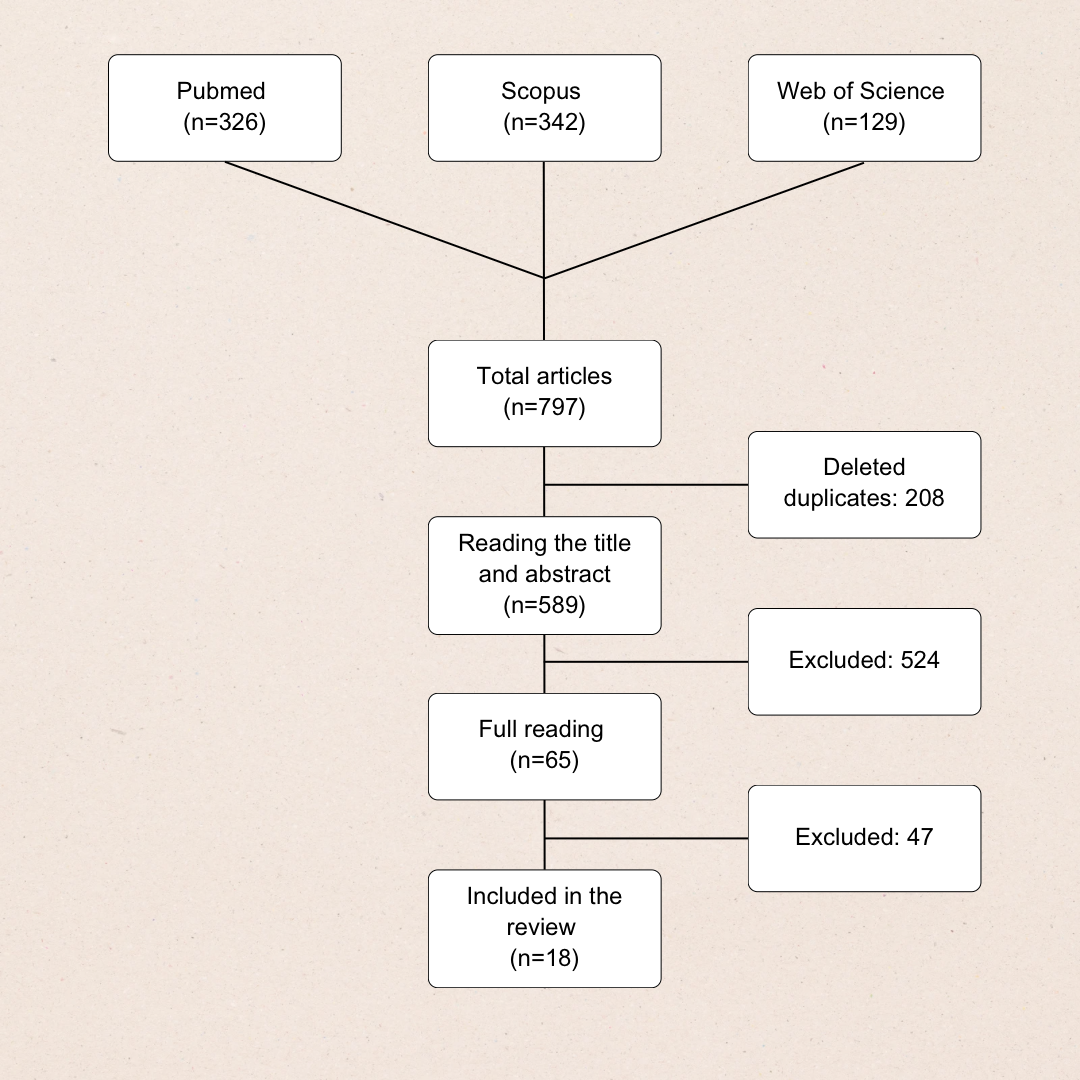 Pubmed
(n=326)
Scopus
(n=342)
Web of Science
(n=129)
Total articles
(n=797)
Deleted
duplicates: 208
Reading the title
and abstract
(n=589)
Excluded: 524
Full reading
(n=65)
Excluded: 47
Included in the
review
(n=18)